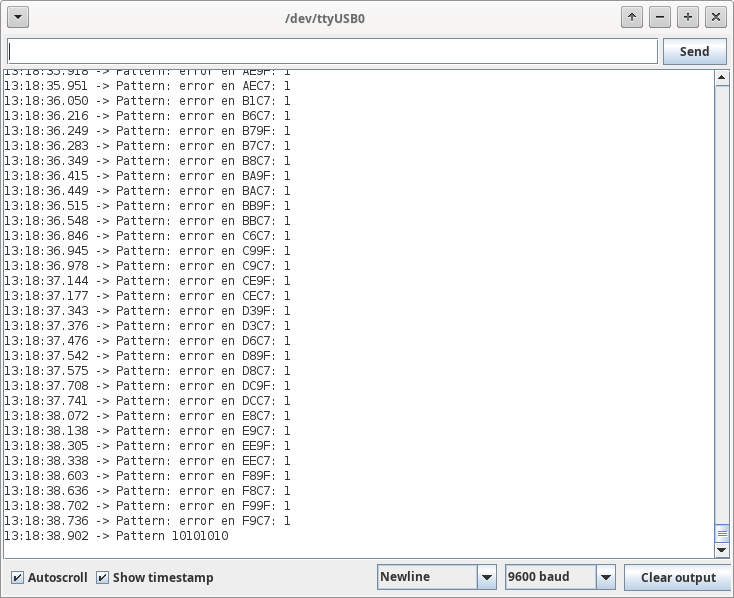 /dev/ttyUSB0
Send
13:18:35.918 -> Pattern: error en AE9F: 1
13:18:35.951 -> Pattern: error en AEC7: 1
13:18:36.050 -> Pattern: error en B1C7: 1
13:18:36.216 -> Pattern: error en B6C7: 1
13:18:36.249 -> Pattern: error en B79F: 1
13:18:36.283 -> Pattern: error en B7C7: 1
13:18:36.349 -> Pattern: error en B8C7: 1
13:18:36.415 -> Pattern: error en BA9F: 1
13:18:36.449 -> Pattern: error en BAC7: 1
13:18:36.515 -> Pattern: error en BB9F: 1
13:18:36.548 -> Pattern: error en BBC7: 1
13:18:36.846 -> Pattern: error en C6C7: 1
13:18:36.945 -> Pattern: error en C99F: 1
13:18:36.978 -> Pattern: error en C9C7: 1
13:18:37.144 -> Pattern: error en CE9F: 1
13:18:37.177 -> Pattern: error en CEC7: 1
13:18:37.343 -> Pattern: error en D39F: 1
13:18:37.376 -> Pattern: error en D3C7: 1
13:18:37.476 -> Pattern: error en D6C7: 1
13:18:37.542 -> Pattern: error en D89F: 1
13:18:37.575 -> Pattern: error en D8C7: 1
13:18:37.708 -> Pattern: error en DC9F: 1
13:18:37.741 -> Pattern: error en DCC7: 1
13:18:38.072 -> Pattern: error en E8C7: 1
13:18:38.138 -> Pattern: error en E9C7: 1
13:18:38.305 -> Pattern: error en EE9F: 1
13:18:38.338 -> Pattern: error en EEC7: 1
13:18:38.603 -> Pattern: error en F89F: 1
13:18:38.636 -> Pattern: error en F8C7: 1
13:18:38.702 -> Pattern: error en F99F: 1
13:18:38.736 -> Pattern: error en F9C7: 1
13:18:38.902 -> Pattern 10101010
Autoscroll Show timestamp Newline 9600 baud Clear output